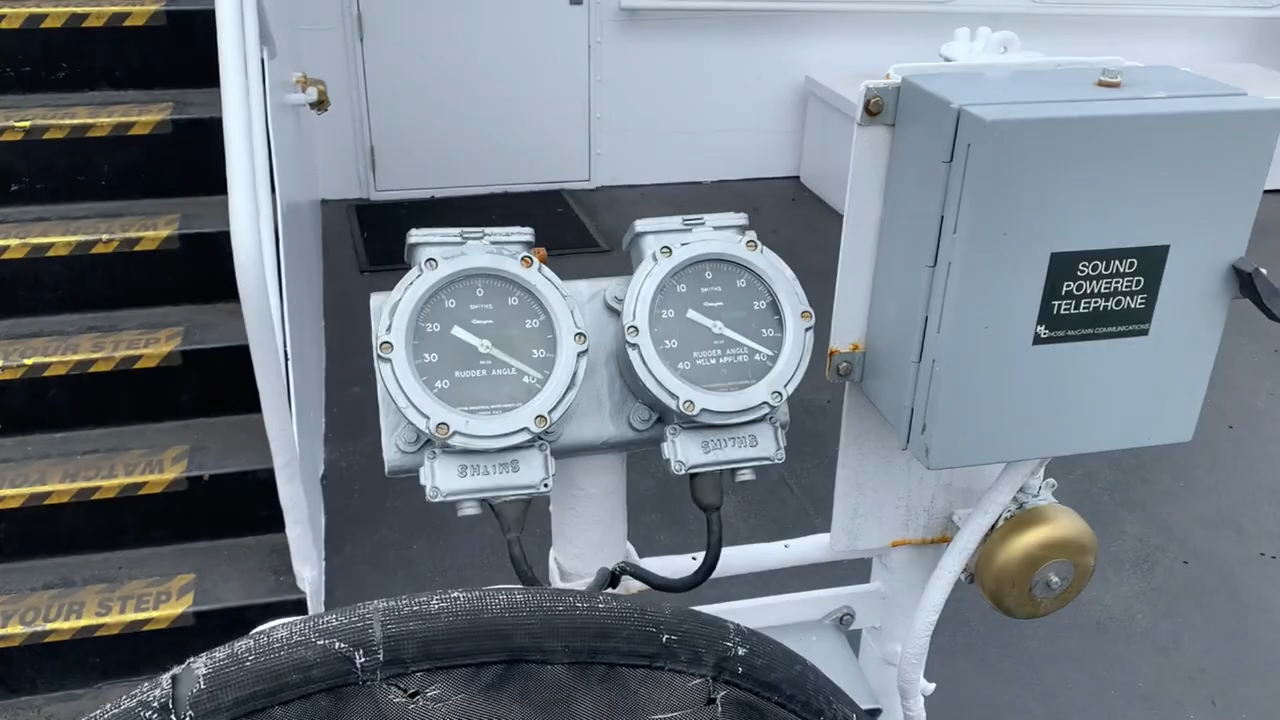 YOUR STEP
WATCH YOUR
YOUR STEP
10 0 10
SMITHS
20 20
30 30
RUDDER ANGLE
40 40
SMITHS
10 0 10
SMITHS
20 20
30 30
RUDDER ANGLE
HELM APPLIED
40 40
SMITHS
SOUND
POWERED
TELEPHONE
HOSE-McCANN COMMUNICATIONS